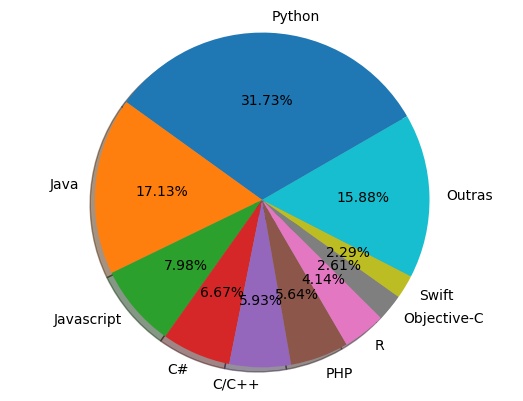 Python
31.73%
Java
17.13%
15.88%
Outras
7.98%
2.29%
2.61%
4.14%
6.67%
5.93%
5.64%
Swift
Objective-C
Javascript
R
C#
PHP
C/C++